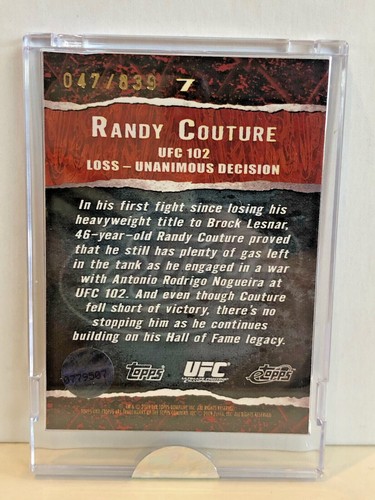 047/839 7
RANDY COUTURE
UFC 102
LOSS – UNANIMOUS DECISION
In his first fight since losing his
heavyweight title to Brock Lesnar,
46-year-old Randy Couture proved
that he still has plenty of gas left
in the tank as he engaged in a war
with Antonio Rodrigo Nogueira at
UFC 102. And even though Couture
fell short of victory, there's no
stopping him as he continues
building on his Hall of Fame legacy.
0779507
Topps UFC eTopps